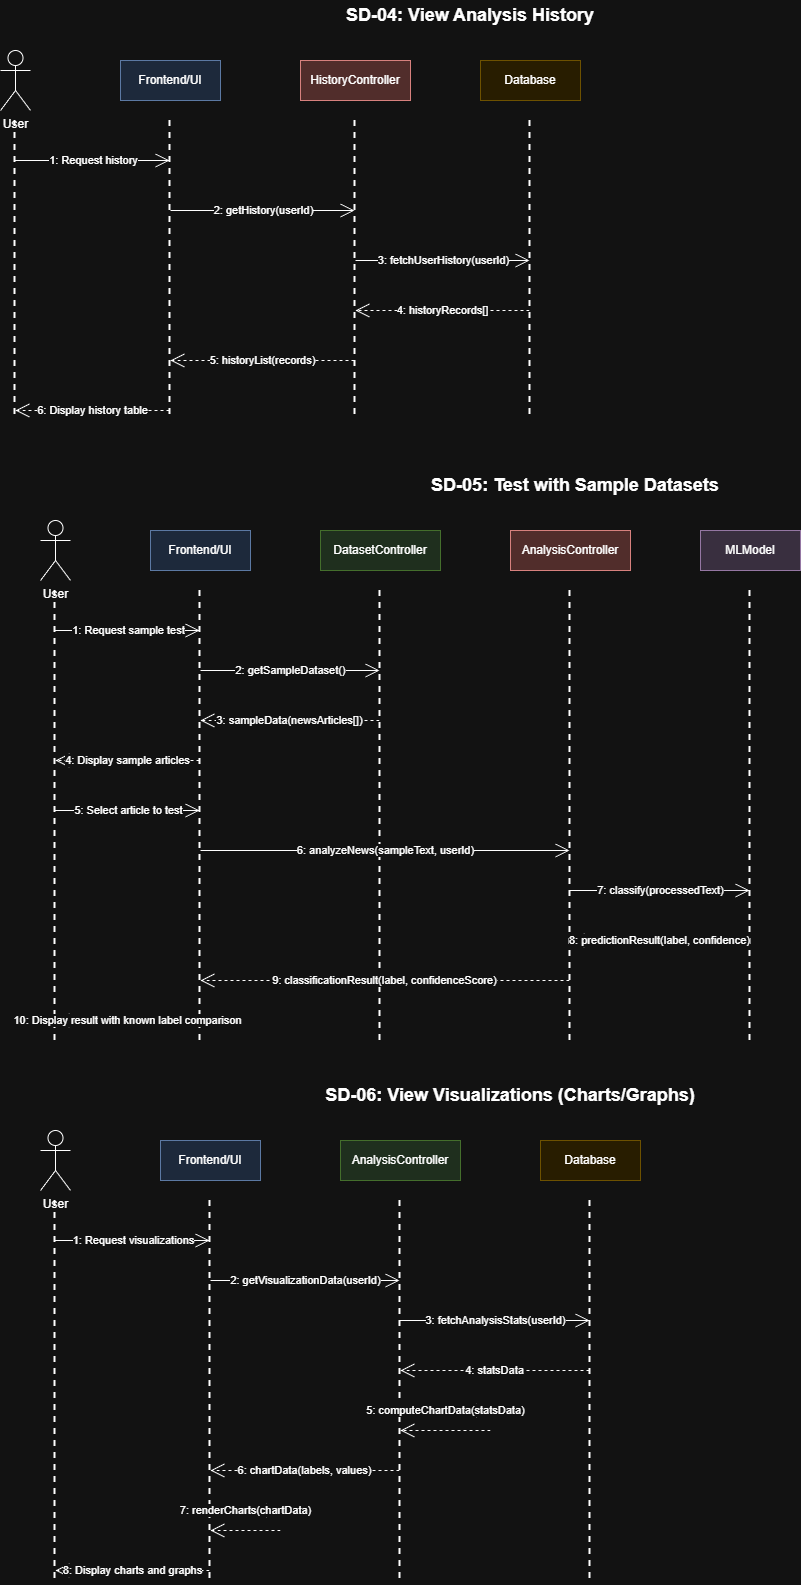 SD-04: View Analysis History
Frontend/UI
HistoryController
Database
User
1: Request history
2: getHistory(userId)
3: fetchUserHistory(userId)
4: historyRecords[]
5: historyList(records)
6: Display history table
SD-05: Test with Sample Datasets
Frontend/UI
DatasetController
AnalysisController
MLModel
User
1: Request sample test
2: getSampleDataset()
3: sampleData(newsArticles[])
4: Display sample articles
5: Select article to test
6: analyzeNews(sampleText, userId)
7: classify(processedText)
8: predictionResult(label, confidence)
9: classificationResult(label, confidenceScore)
10: Display result with known label comparison
SD-06: View Visualizations (Charts/Graphs)
Frontend/UI
AnalysisController
Database
User
1: Request visualizations
2: getVisualizationData(userId)
3: fetchAnalysisStats(userId)
4: statsData
5: computeChartData(statsData)
6: chartData(labels, values)
7: renderCharts(chartData)
8: Display charts and graphs